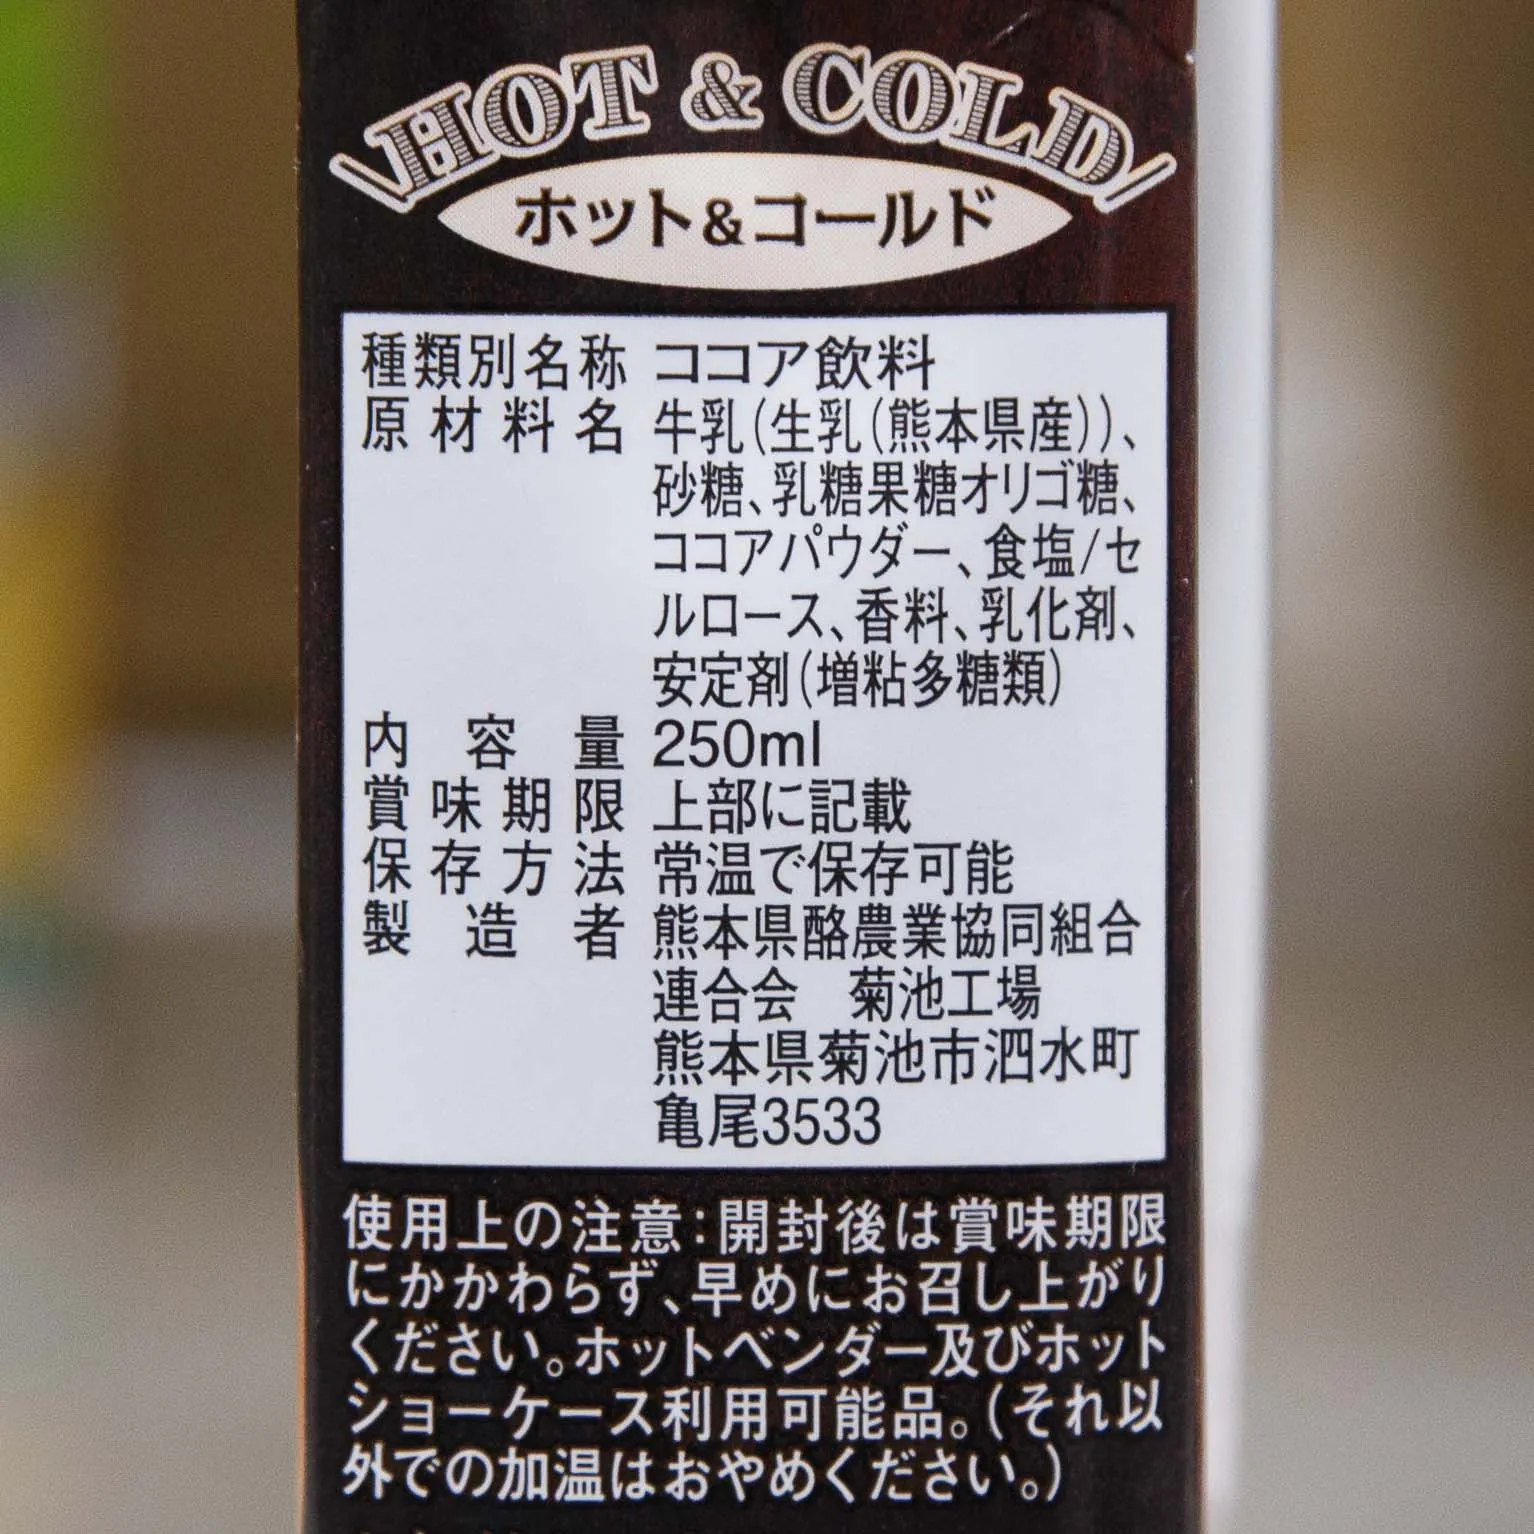 HOT & COLD
ホット&コールド
種類別名称 ココア飲料
原材料名 牛乳(生乳(熊本県産))、
砂糖、乳糖果糖オリゴ糖、
ココアパウダー、食塩/セ
ルロース、香料、乳化剤、
安定剤(増粘多糖類)
内容量 250ml
賞味期限 上部に記載
保存方法 常温で保存可能
製造者 熊本県酪農業協同組合
連合会 菊池工場
熊本県菊池市泗水町
亀尾3533
使用上の注意:開封後は賞味期限
にかかわらず、早めにお召し上がり
ください。ホットベンダー及びホット
ショーケース利用可能品。(それ以
外での加温はおやめください。)